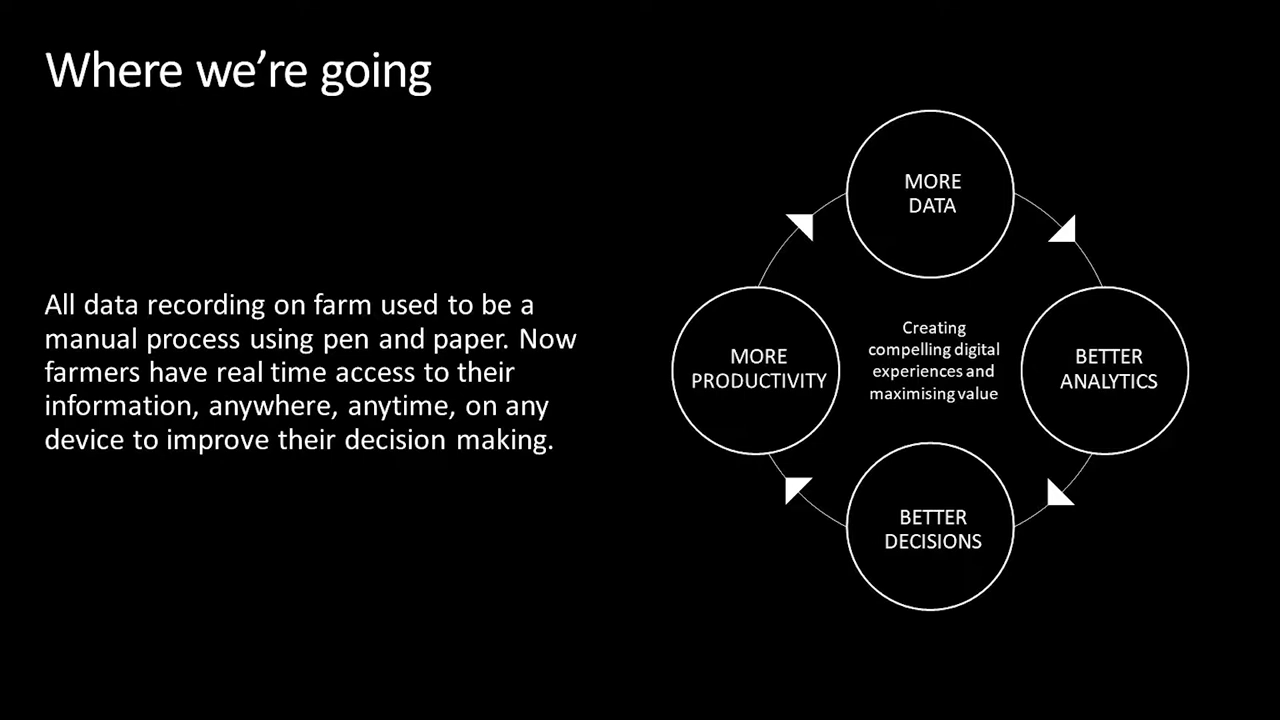 Where we’re going
All data recording on farm used to be a
manual process using pen and paper. Now
farmers have real time access to their
information, anywhere, anytime, on any
device to improve their decision making.
MORE
DATA
BETTER
ANALYTICS
BETTER
DECISIONS
MORE
PRODUCTIVITY
Creating
compelling digital
experiences and
maximising value